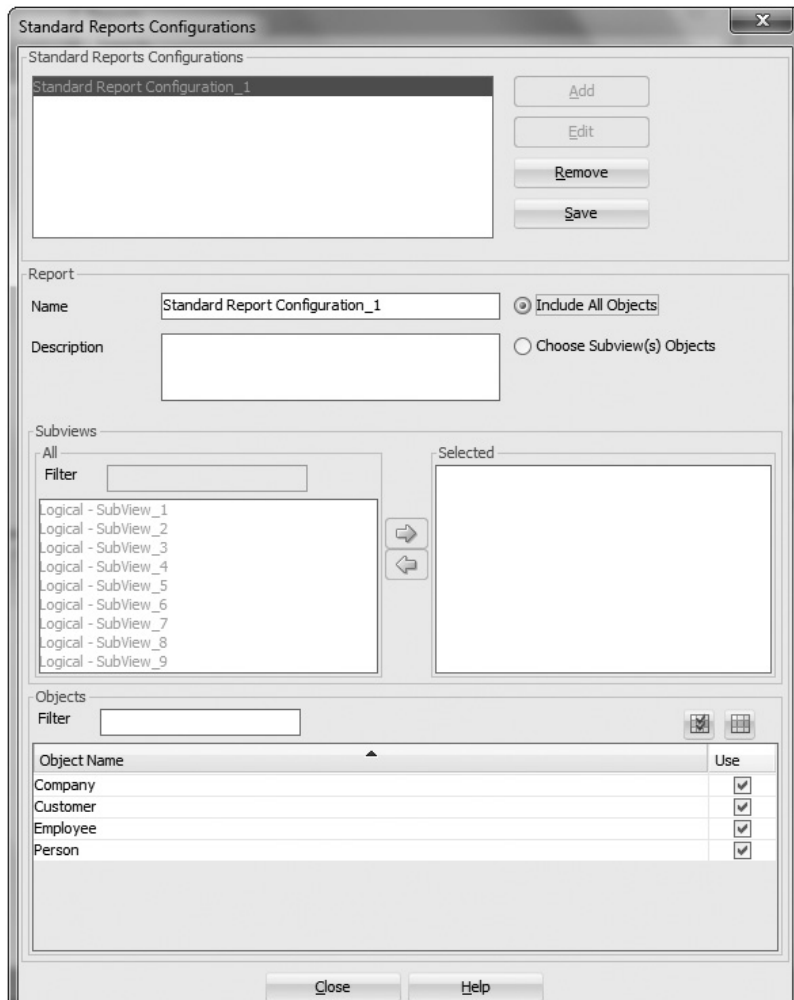 Standard Reports Configurations
X
Standard Reports Configurations
Standard Report Configuration_1
Add
Edit
Remove
Save
Report
Name
Standard Report Configuration_1
Include All Objects
Description
Choose Subview(s) Objects
Subviews
All
Selected
Filter
Logical - SubView_1
Logical - SubView_2
Logical - SubView_3
Logical - SubView_4
Logical - SubView_5
Logical - SubView_6
Logical - SubView_7
Logical - SubView_8
Logical - SubView_9
Objects
Filter
Object Name Use
Company
Customer
Employee
Person
Close Help